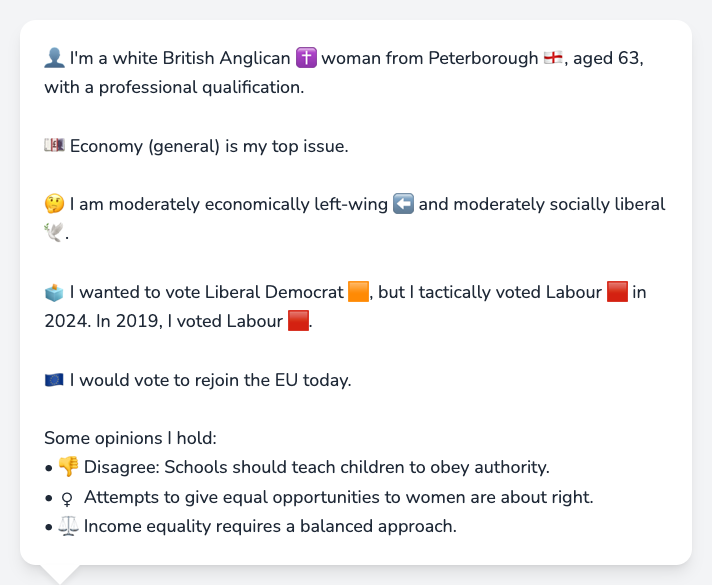 👤 I'm a white British Anglican ✝️ woman from Peterborough 🏴󠁧󠁢󠁥󠁮󠁧󠁿, aged 63,
with a professional qualification.
💷 Economy (general) is my top issue.
🤔 I am moderately economically left-wing ⬅️ and moderately socially liberal
🕊️.
🗳️ I wanted to vote Liberal Democrat 🟧, but I tactically voted Labour 🟥 in
2024. In 2019, I voted Labour 🟥.
🇪🇺 I would vote to rejoin the EU today.
Some opinions I hold:
• 👎 Disagree: Schools should teach children to obey authority.
• ♀ Attempts to give equal opportunities to women are about right.
• ⚖️ Income equality requires a balanced approach.